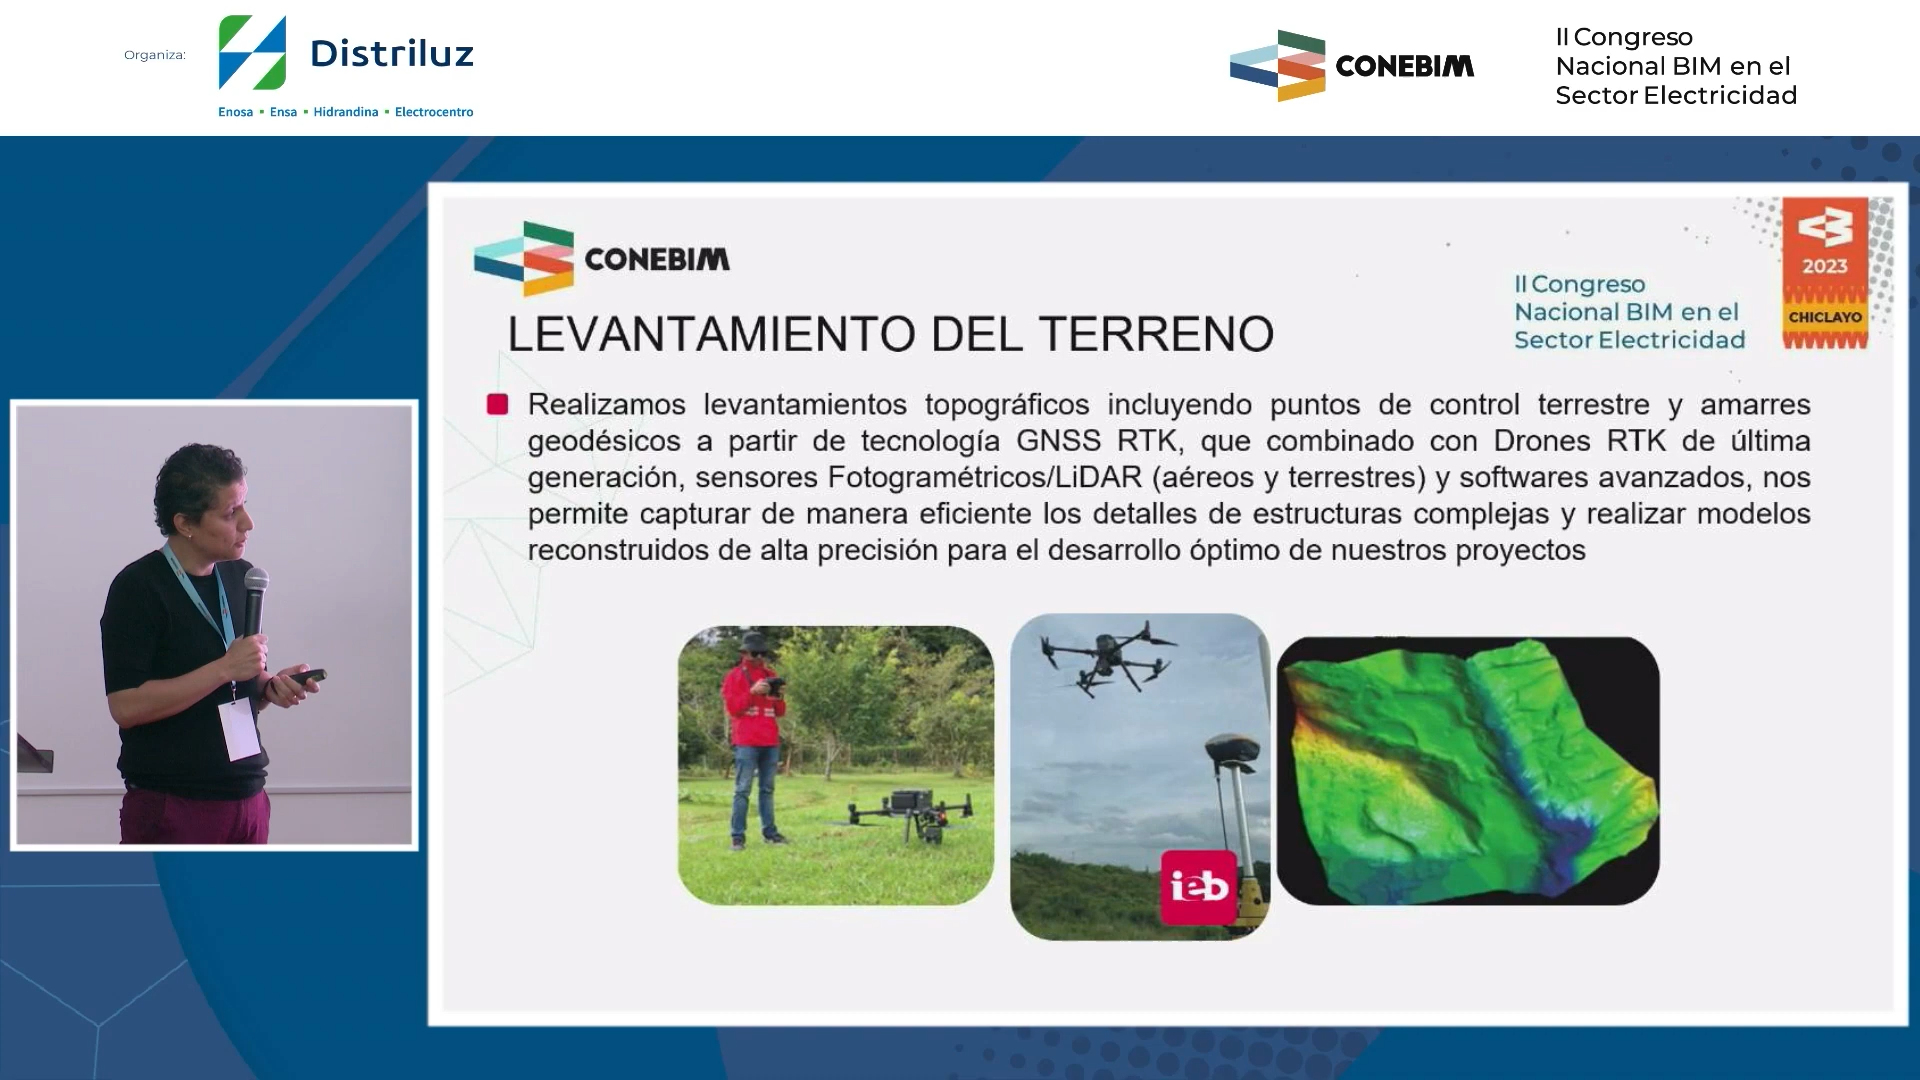 Organiza:
Distriluz
Enosa ▪ Ensa ▪ Hidrandina ▪ Electrocentro
CONEBIM
II Congreso
Nacional BIM en el
Sector Electricidad
CONEBIM
II Congreso
Nacional BIM en el
Sector Electricidad
2023
CHICLAYO
LEVANTAMIENTO DEL TERRENO
Realizamos levantamientos topográficos incluyendo puntos de control terrestre y amarres
geodésicos a partir de tecnología GNSS RTK, que combinado con Drones RTK de última
generación, sensores Fotogramétricos/LiDAR (aéreos y terrestres) y softwares avanzados, nos
permite capturar de manera eficiente los detalles de estructuras complejas y realizar modelos
reconstruidos de alta precisión para el desarrollo óptimo de nuestros proyectos
ieb